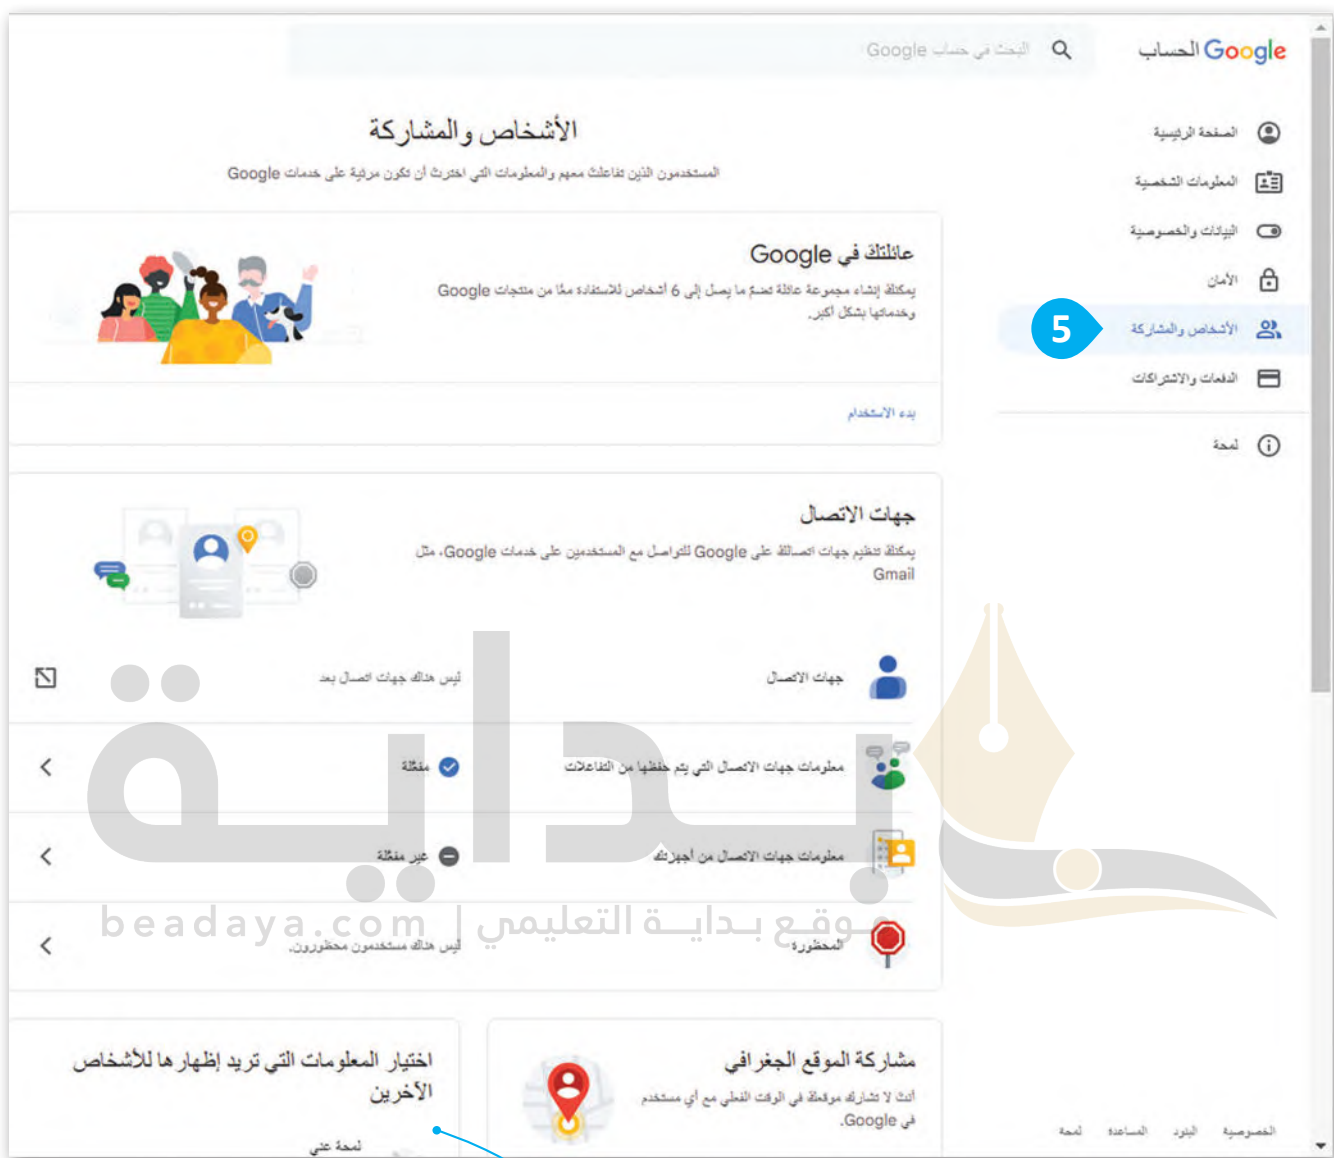 Google الحساب
البحث في حساب Google
الصفحة الرئيسية
المعلومات الشخصية
البيانات والخصوصية
الأمان
الأشخاص والمشاركة
5
الدفعات والاشتراكات
لمحة
الأشخاص والمشاركة
المستخدمون الذين تفاعلتَ معهم والمعلومات التي اخترت أن تكون مرئية على خدمات Google
عائلتك في Google
يمكنك إنشاء مجموعة عائلة تضمّ ما يصل إلى 6 أشخاص للاستفادة معًا من منتجات Google
وخدماتها بشكل أكبر.
بدء الاستخدام
جهات الاتصال
يمكنك تنظيم جهات اتصالك على Google للتواصل مع المستخدمين على خدمات Google، مثل
Gmail
جهات الاتصال
ليس هناك جهات اتصال بعد
معلومات جهات الاتصال التي يتم حفظها من التفاعلات
مفعّلة
معلومات جهات الاتصال من أجهزتك
غير مفعّلة
المحظورة
ليس هناك مستخدمون محظورون.
بداية
موقع بداية التعليمي | beadaya.com
مشاركة الموقع الجغرافي
أنت لا تشارك موقعك في الوقت الفعلي مع أي مستخدم
في Google.
اختيار المعلومات التي تريد إظهارها للأشخاص
الآخرين
لمحة عني
الخصوصية البنود المساعدة لمحة